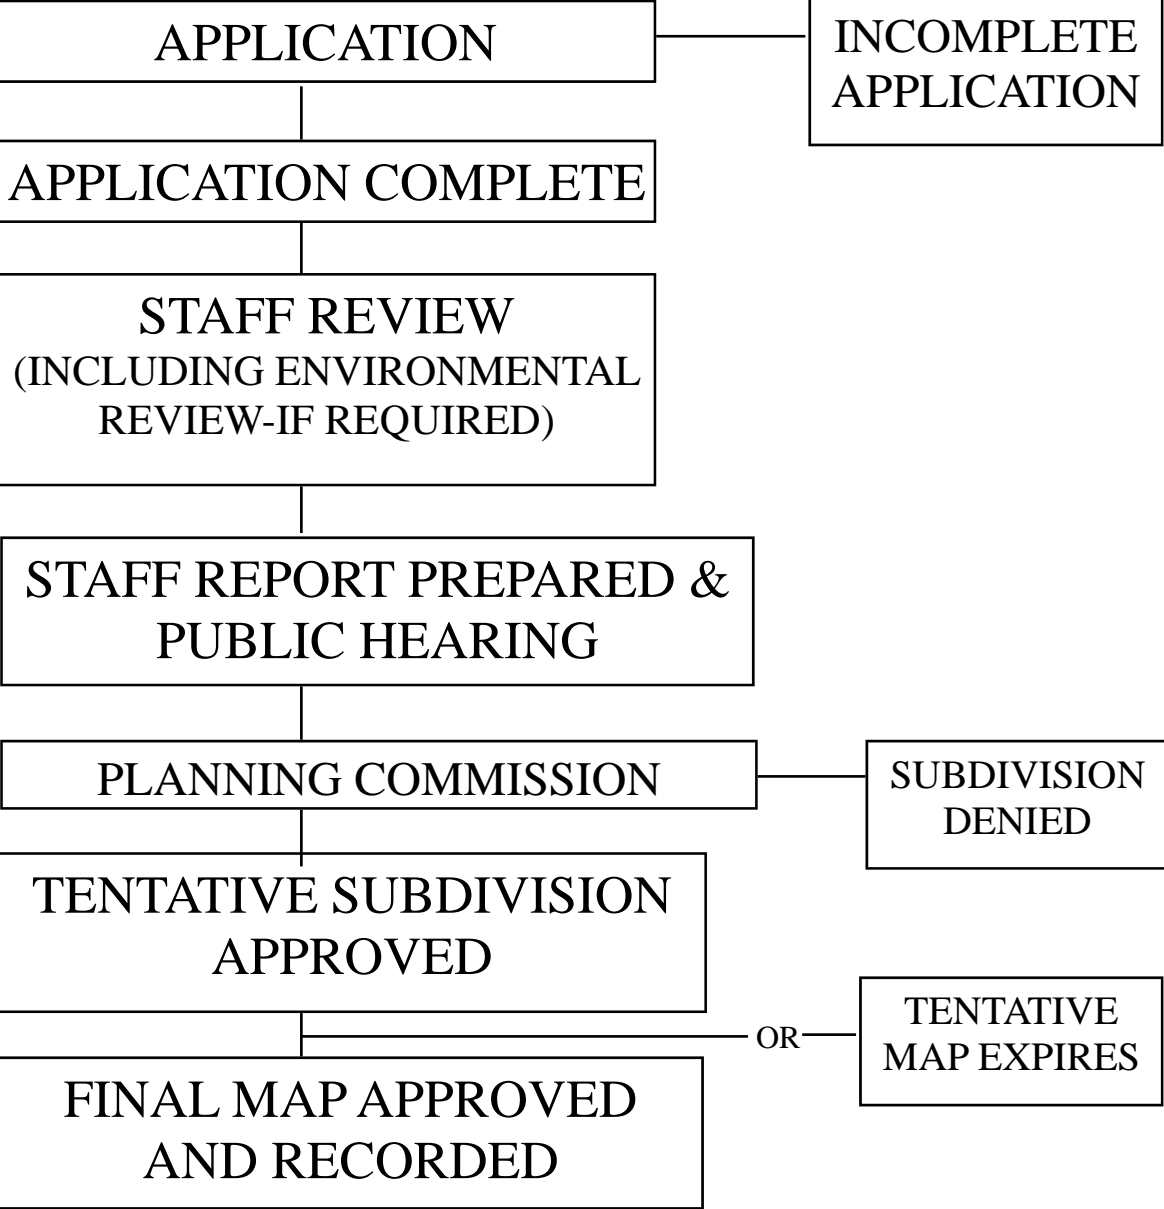 APPLICATION
INCOMPLETE
APPLICATION
APPLICATION COMPLETE
STAFF REVIEW
(INCLUDING ENVIRONMENTAL
REVIEW-IF REQUIRED)
STAFF REPORT PREPARED &
PUBLIC HEARING
PLANNING COMMISSION
SUBDIVISION
DENIED
TENTATIVE SUBDIVISION
APPROVED
OR
TENTATIVE
MAP EXPIRES
FINAL MAP APPROVED
AND RECORDED